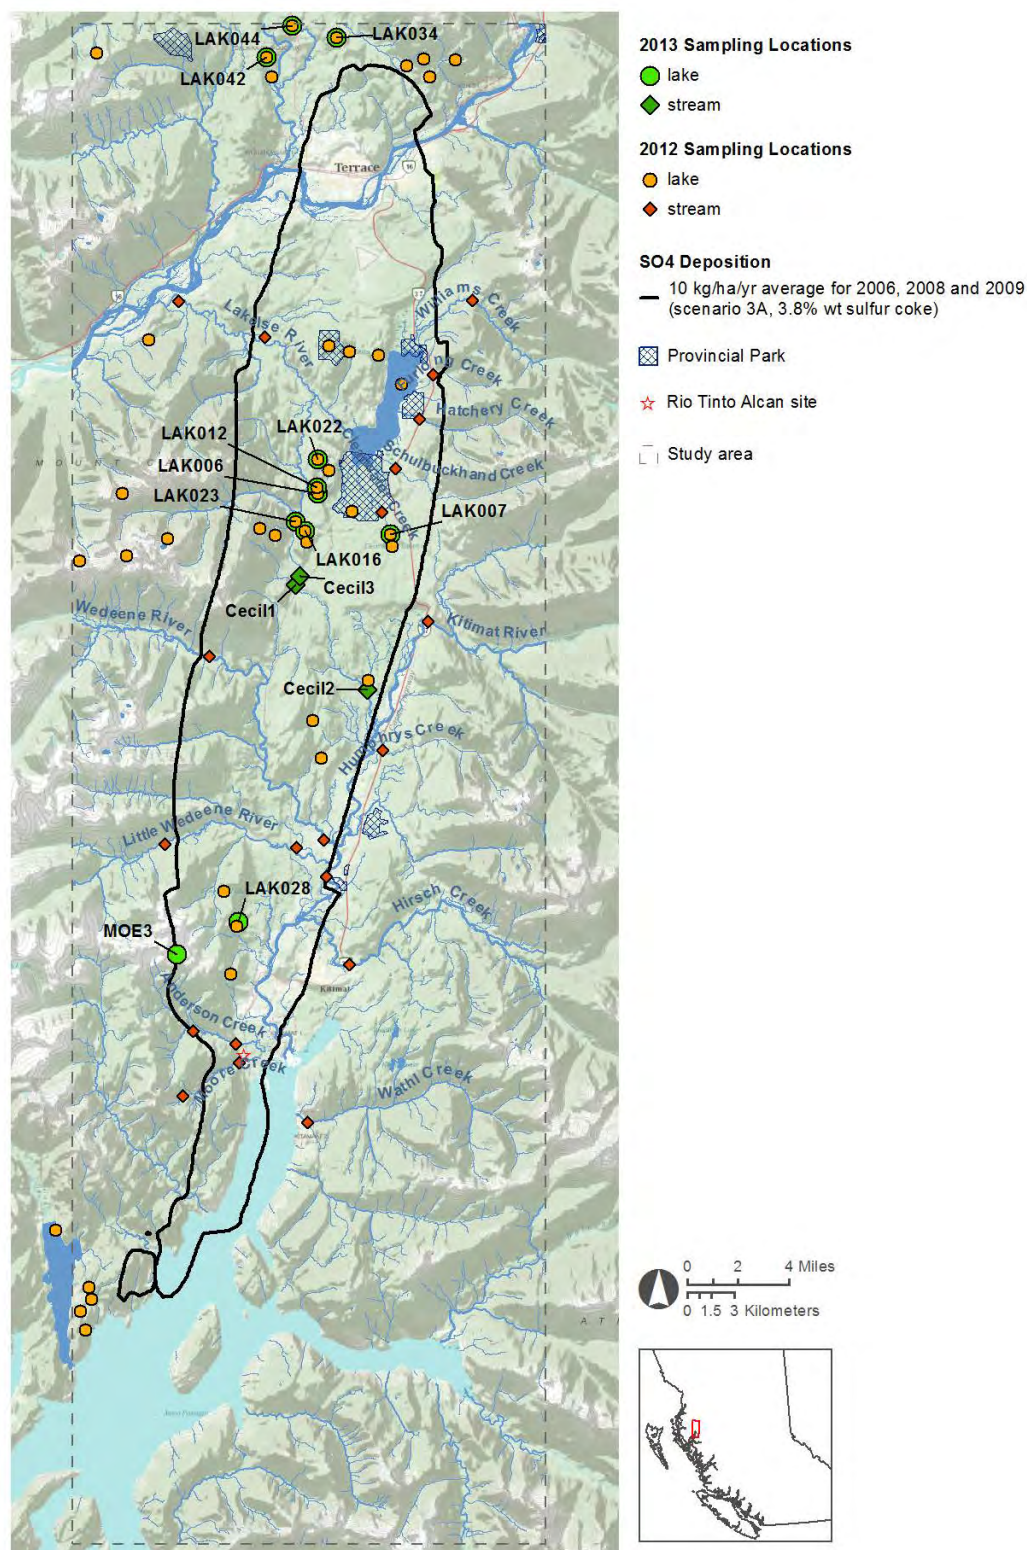 LAK044
LAK034
LAK042
Terrace
16
16
37
Williams Creek
Lakelse River
Furlong Creek
Hatchery Creek
LAK022
LAK012
Schulbuckhand Creek
MOUNT
LAK006
LAK023
LAK007
LAK016
Cecil3
Cecil1
Wedeene River
Kitimat River
Cecil2
Humphrys Creek
Little Wedeene River
LAK028
Hirsch Creek
MOE3
Kitimat
Anderson Creek
Moore Creek
Wathl Creek
2013 Sampling Locations
lake
stream
2012 Sampling Locations
lake
stream
SO4 Deposition
10 kg/ha/yr average for 2006, 2008 and 2009
(scenario 3A, 3.8% wt sulfur coke)
Provincial Park
Rio Tinto Alcan site
Study area
0 2 4 Miles
0 1.5 3 Kilometers